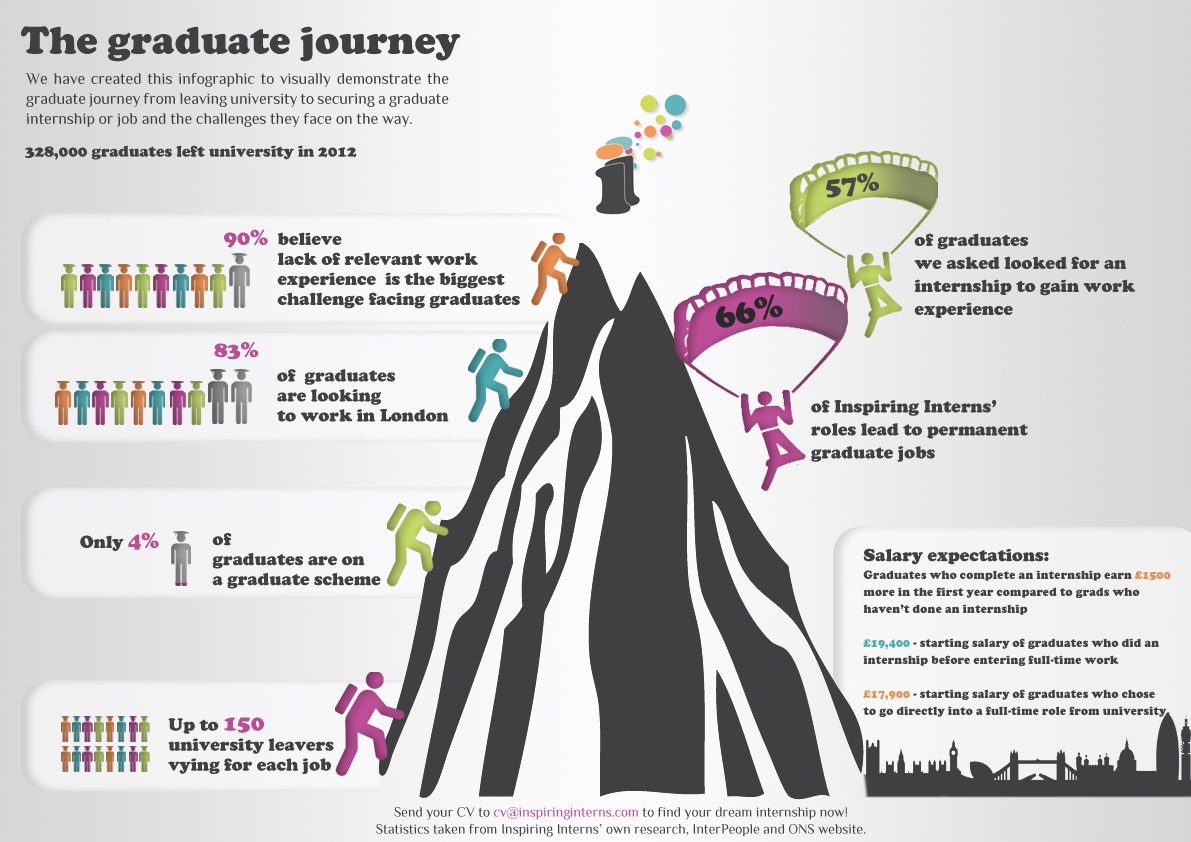 The graduate journey
We have created this infographic to visually demonstrate the
graduate journey from leaving university to securing a graduate
internship or job and the challenges they face on the way.
328,000 graduates left university in 2012
90% believe
lack of relevant work
experience is the biggest
challenge facing graduates
83%
of graduates
are looking
to work in London
Only 4% of
graduates are on
a graduate scheme
Up to 150
university leavers
vying for each job
57%
of graduates
we asked looked for an
internship to gain work
experience
66%
of Inspiring Interns'
roles lead to permanent
graduate jobs
Salary expectations:
Graduates who complete an internship earn £1500
more in the first year compared to grads who
haven't done an internship
£19,400 - starting salary of graduates who did an
internship before entering full-time work
£17,900 - starting salary of graduates who chose
to go directly into a full-time role from university.
Send your CV to cv@inspiringinterns.com to find your dream internship now!
Statistics taken from Inspiring Interns' own research, InterPeople and ONS website.